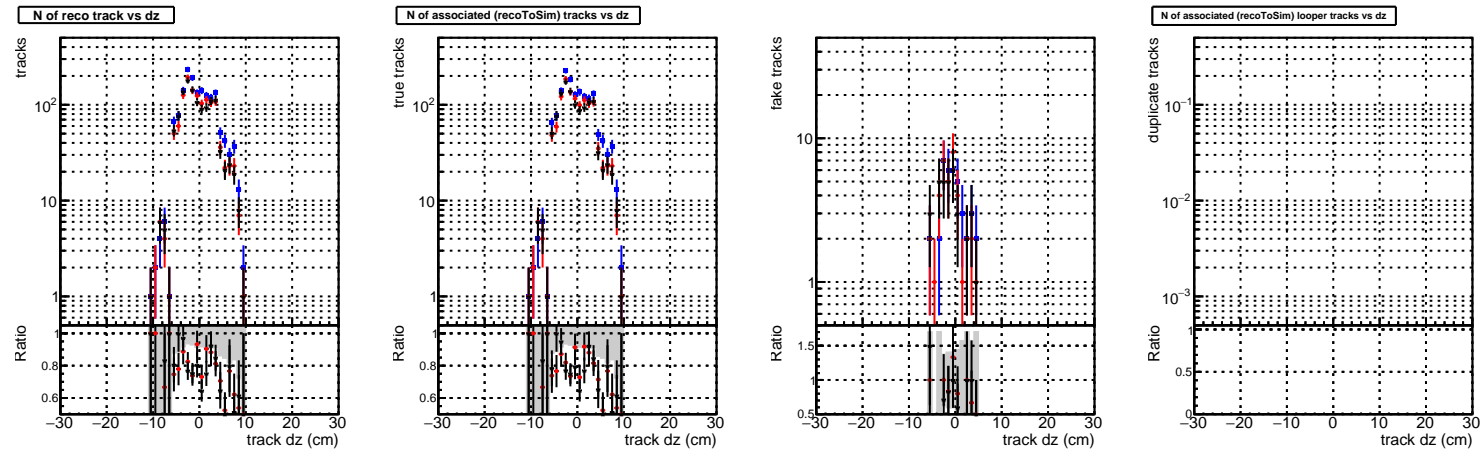 N of reco track vs dz
N of associated (recoToSim) tracks vs dz
N of associated (recoToSim) looper tracks vs dz
tracks
10²
10
1
Ratio
1
0.8
0.6
−30 −20 −10 0 10 20 30
track dz (cm)
true tracks
10²
10
1
Ratio
1
0.8
0.6
−30 −20 −10 0 10 20 30
track dz (cm)
fake tracks
10
1
Ratio
1.5
1
0.5
−30 −20 −10 0 10 20 30
track dz (cm)
duplicate tracks
10⁻¹
10⁻²
10⁻³
Ratio
1
0.5
0
−30 −20 −10 0 10 20 30
track dz (cm)